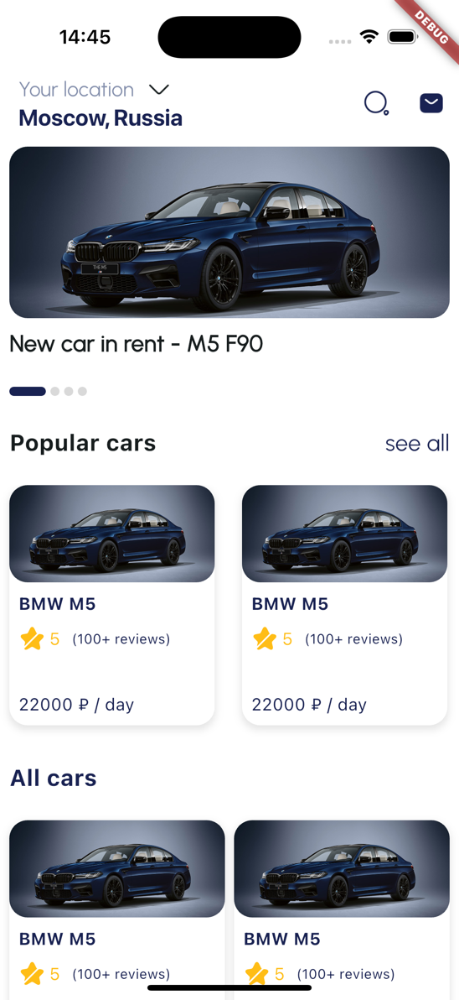 14:45
DEBUG
Your location
Moscow, Russia
THE M5
New car in rent - M5 F90
Popular cars
see all
BMW M5
BMW M5
5 (100+ reviews)
5 (100+ reviews)
22000 ₽ / day
22000 ₽ / day
All cars
BMW M5
BMW M5
5 (100+ reviews)
5 (100+ reviews)